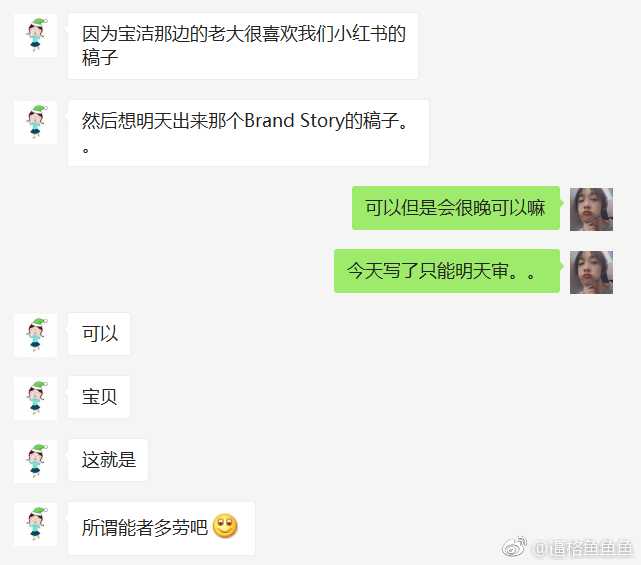 因为宝洁那边的老大很喜欢我们小红书的
稿子
然后想明天出来那个Brand Story的稿子。
。
可以但是会很晚可以嘛
今天写了只能明天审。。
可以
宝贝
这就是
所谓能者多劳吧
@逼格鱼鱼鱼